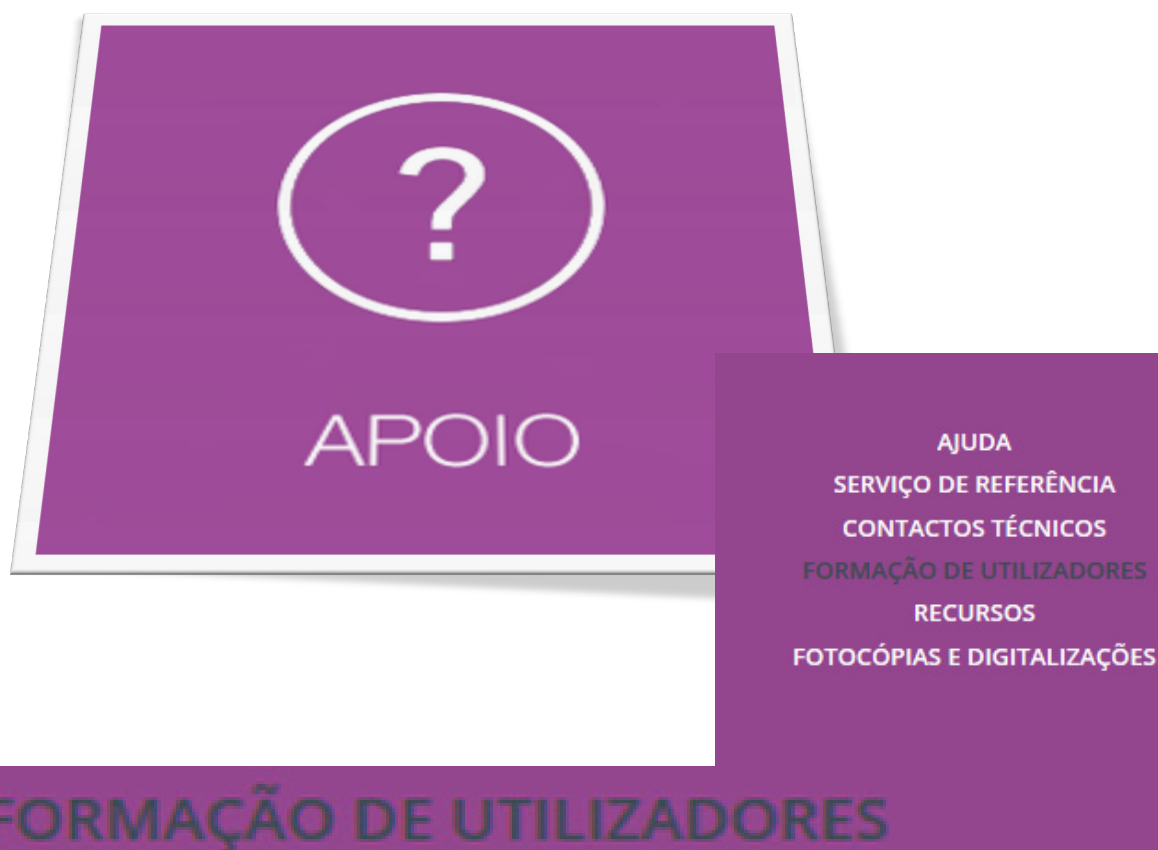 ?
APOIO
AJUDA
SERVIÇO DE REFERÊNCIA
CONTACTOS TÉCNICOS
FORMAÇÃO DE UTILIZADORES
RECURSOS
FOTOCÓPIAS E DIGITALIZAÇÕES
FORMAÇÃO DE UTILIZADORES